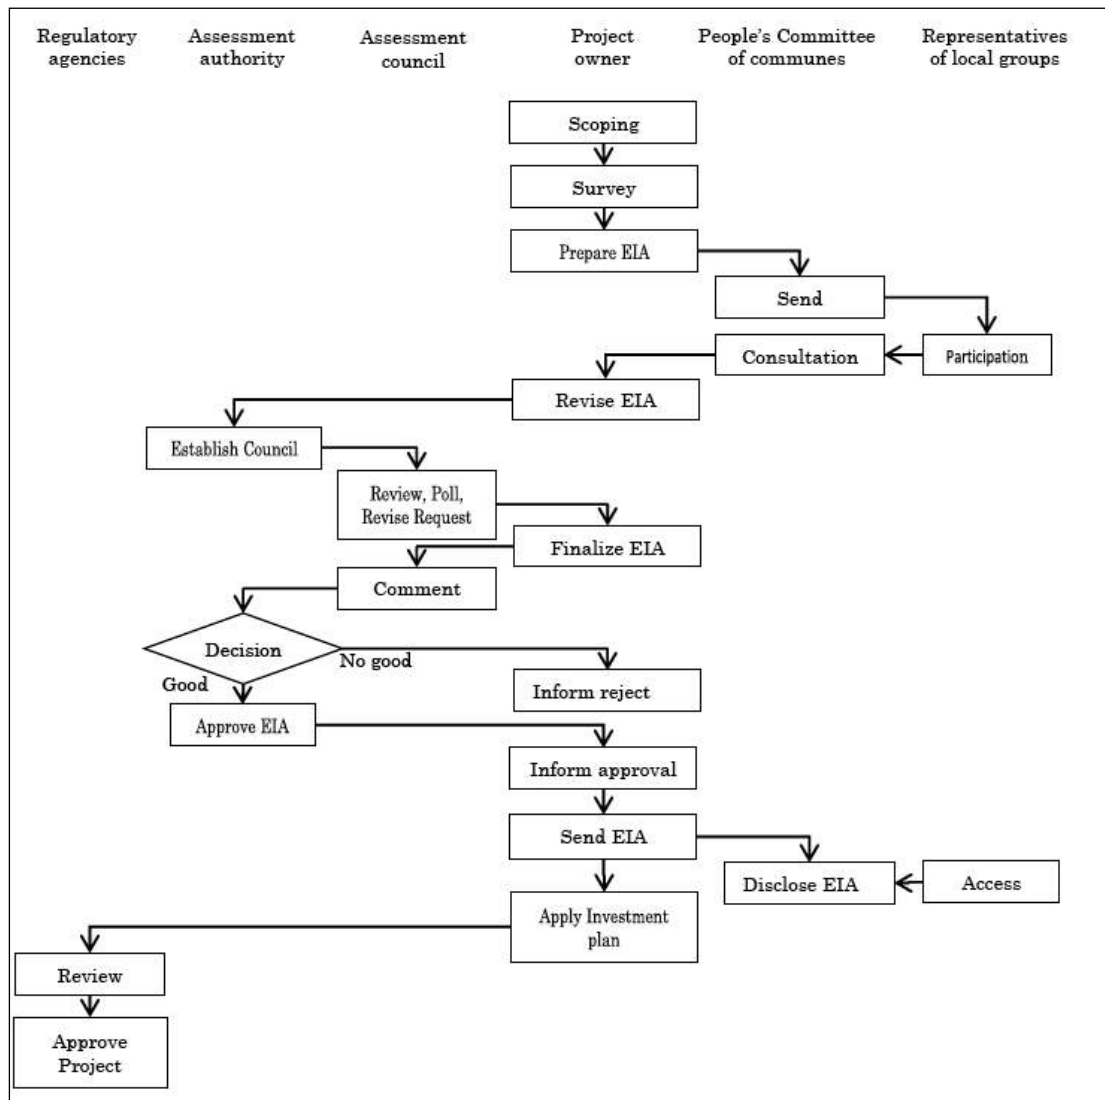 Regulatory
agencies
Assessment
authority
Assessment
council
Project
owner
People's Committee
of communes
Representatives
of local groups
Scoping
Survey
Prepare EIA
Send
Consultation
Participation
Revise EIA
Establish Council
Review, Poll,
Revise Request
Finalize EIA
Comment
Decision
No good
Good
Inform reject
Approve EIA
Inform approval
Send EIA
Disclose EIA
Access
Apply Investment
plan
Review
Approve
Project